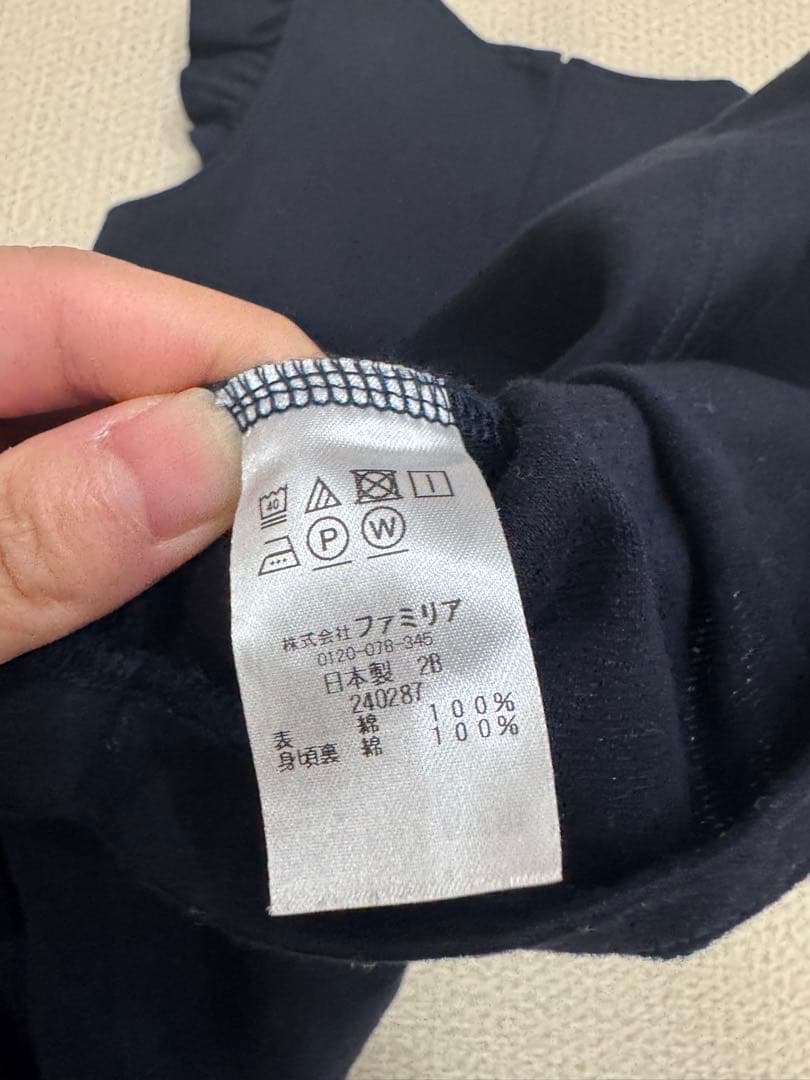 40
P W
株式会社 ファミリア
0120-078-345
日本製 2B
240287
表 綿 100%
身頃裏 綿 100%